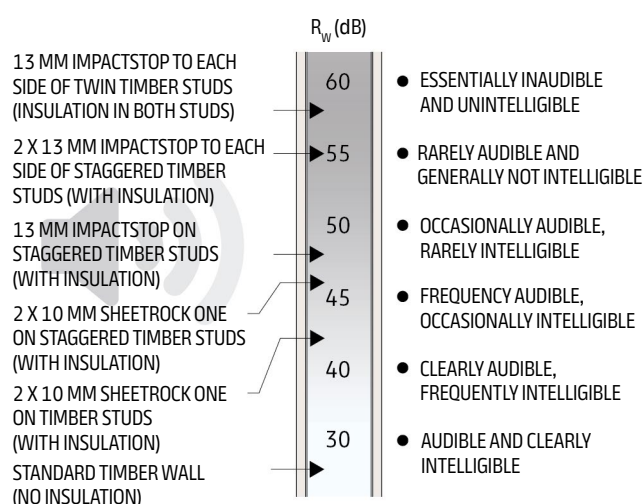 R_W (dB)
13 MM IMPACTSTOP TO EACH
SIDE OF TWIN TIMBER STUDS
(INSULATION IN BOTH STUDS)
2 X 13 MM IMPACTSTOP TO EACH
SIDE OF STAGGERED TIMBER
STUDS (WITH INSULATION)
13 MM IMPACTSTOP ON
STAGGERED TIMBER STUDS
(WITH INSULATION)
2 X 10 MM SHEETROCK ONE
ON STAGGERED TIMBER STUDS
(WITH INSULATION)
2 X 10 MM SHEETROCK ONE
ON TIMBER STUDS
(WITH INSULATION)
STANDARD TIMBER WALL
(NO INSULATION)
60
55
50
45
40
30
● ESSENTIALLY INAUDIBLE
AND UNINTELLIGIBLE
● RARELY AUDIBLE AND
GENERALLY NOT INTELLIGIBLE
● OCCASIONALLY AUDIBLE,
RARELY INTELLIGIBLE
● FREQUENCY AUDIBLE,
OCCASIONALLY INTELLIGIBLE
● CLEARLY AUDIBLE,
FREQUENTLY INTELLIGIBLE
● AUDIBLE AND CLEARLY
INTELLIGIBLE